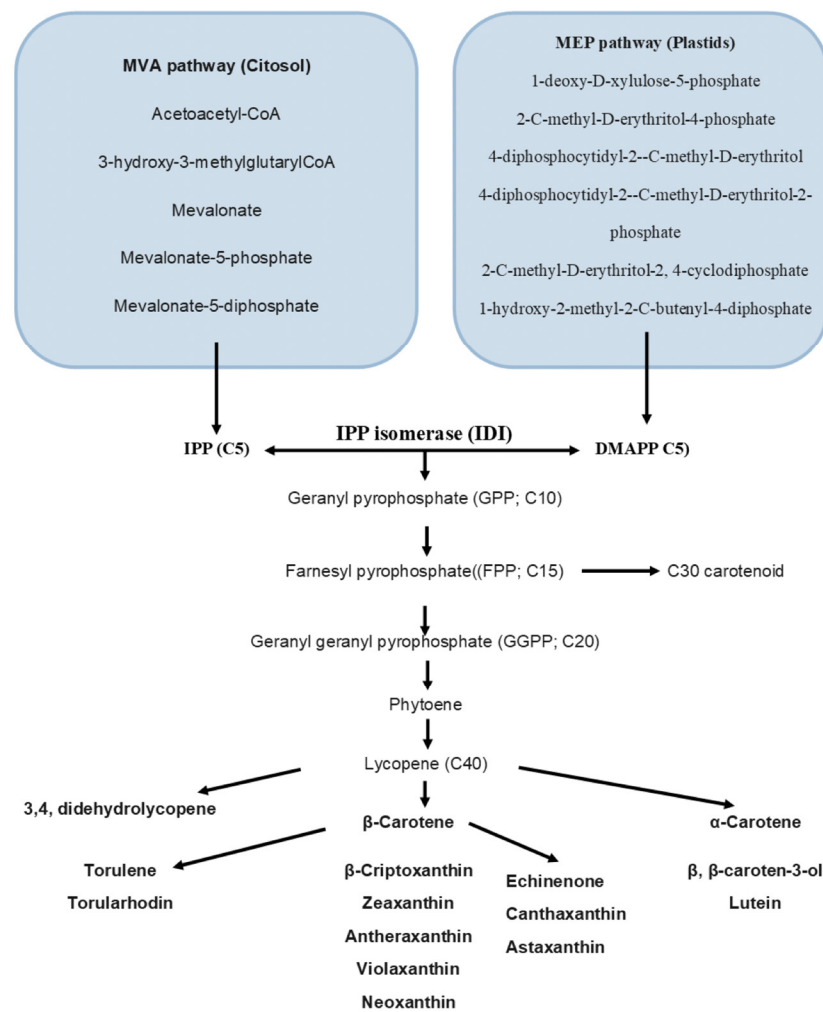 MVA pathway (Citosol)
Acetoacetyl-CoA
3-hydroxy-3-methylglutarylCoA
Mevalonate
Mevalonate-5-phosphate
Mevalonate-5-diphosphate
MEP pathway (Plastids)
1-deoxy-D-xylulose-5-phosphate
2-C-methyl-D-erythritol-4-phosphate
4-diphosphocytidyl-2--C-methyl-D-erythritol
4-diphosphocytidyl-2--C-methyl-D-erythritol-2-
phosphate
2-C-methyl-D-erythritol-2, 4-cyclodiphosphate
1-hydroxy-2-methyl-2-C-butenyl-4-diphosphate
IPP (C5)
IPP isomerase (IDI)
DMAPP C5)
Geranyl pyrophosphate (GPP; C10)
Farnesyl pyrophosphate((FPP; C15)
C30 carotenoid
Geranyl geranyl pyrophosphate (GGPP; C20)
Phytoene
Lycopene (C40)
3,4, didehydrolycopene
β-Carotene
α-Carotene
Torulene
Torularhodin
β-Criptoxanthin
Zeaxanthin
Antheraxanthin
Violaxanthin
Neoxanthin
Echinenone
Canthaxanthin
Astaxanthin
β, β-caroten-3-ol
Lutein